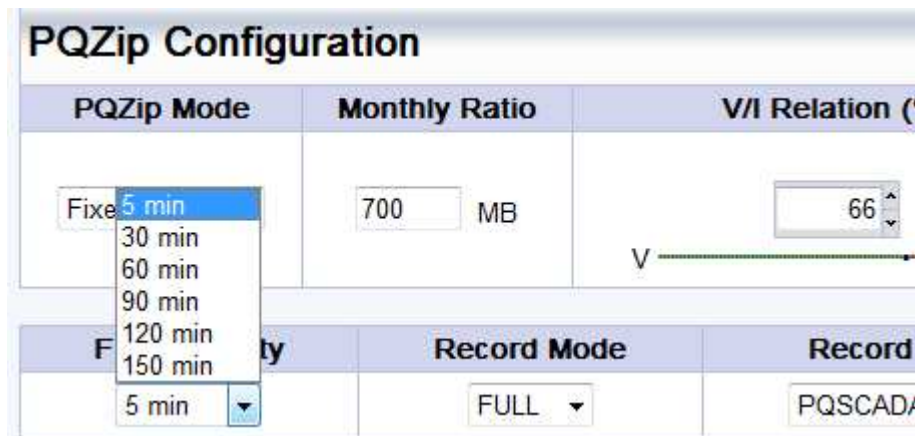 PQZip Configuration
PQZip Mode Monthly Ratio V/I Relation (
Fixe 700 MB 66
V
5 min
30 min
60 min
90 min
120 min
150 min
F ty Record Mode Record
5 min FULL PQSCADA